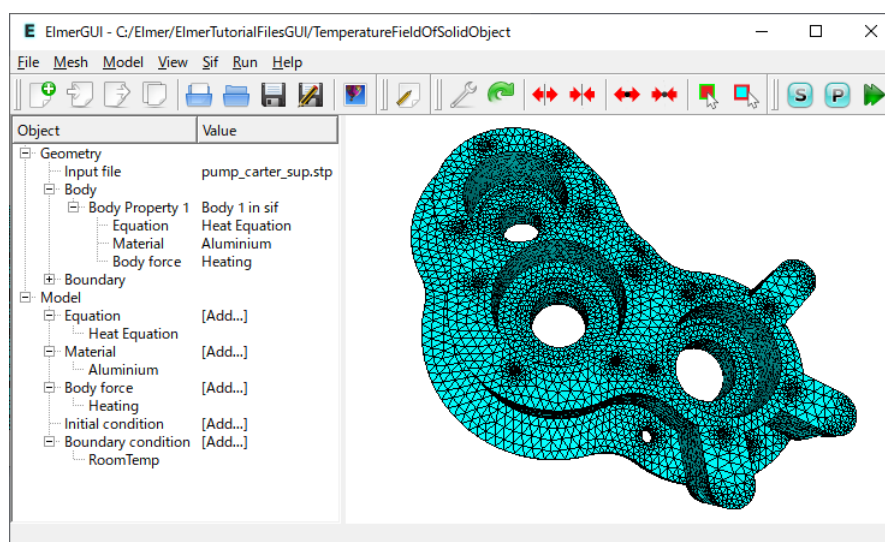 E ElmerGUI - C:/Elmer/ElmerTutorialFilesGUI/TemperatureFieldOfSolidObject
File Mesh Model View Sif Run Help
S P
Object Value
Geometry
Input file pump_carter_sup.stp
Body
Body Property 1 Body 1 in sif
Equation Heat Equation
Material Aluminium
Body force Heating
Boundary
Model
Equation [Add...]
Heat Equation
Material [Add...]
Aluminium
Body force [Add...]
Heating
Initial condition [Add...]
Boundary condition [Add...]
RoomTemp